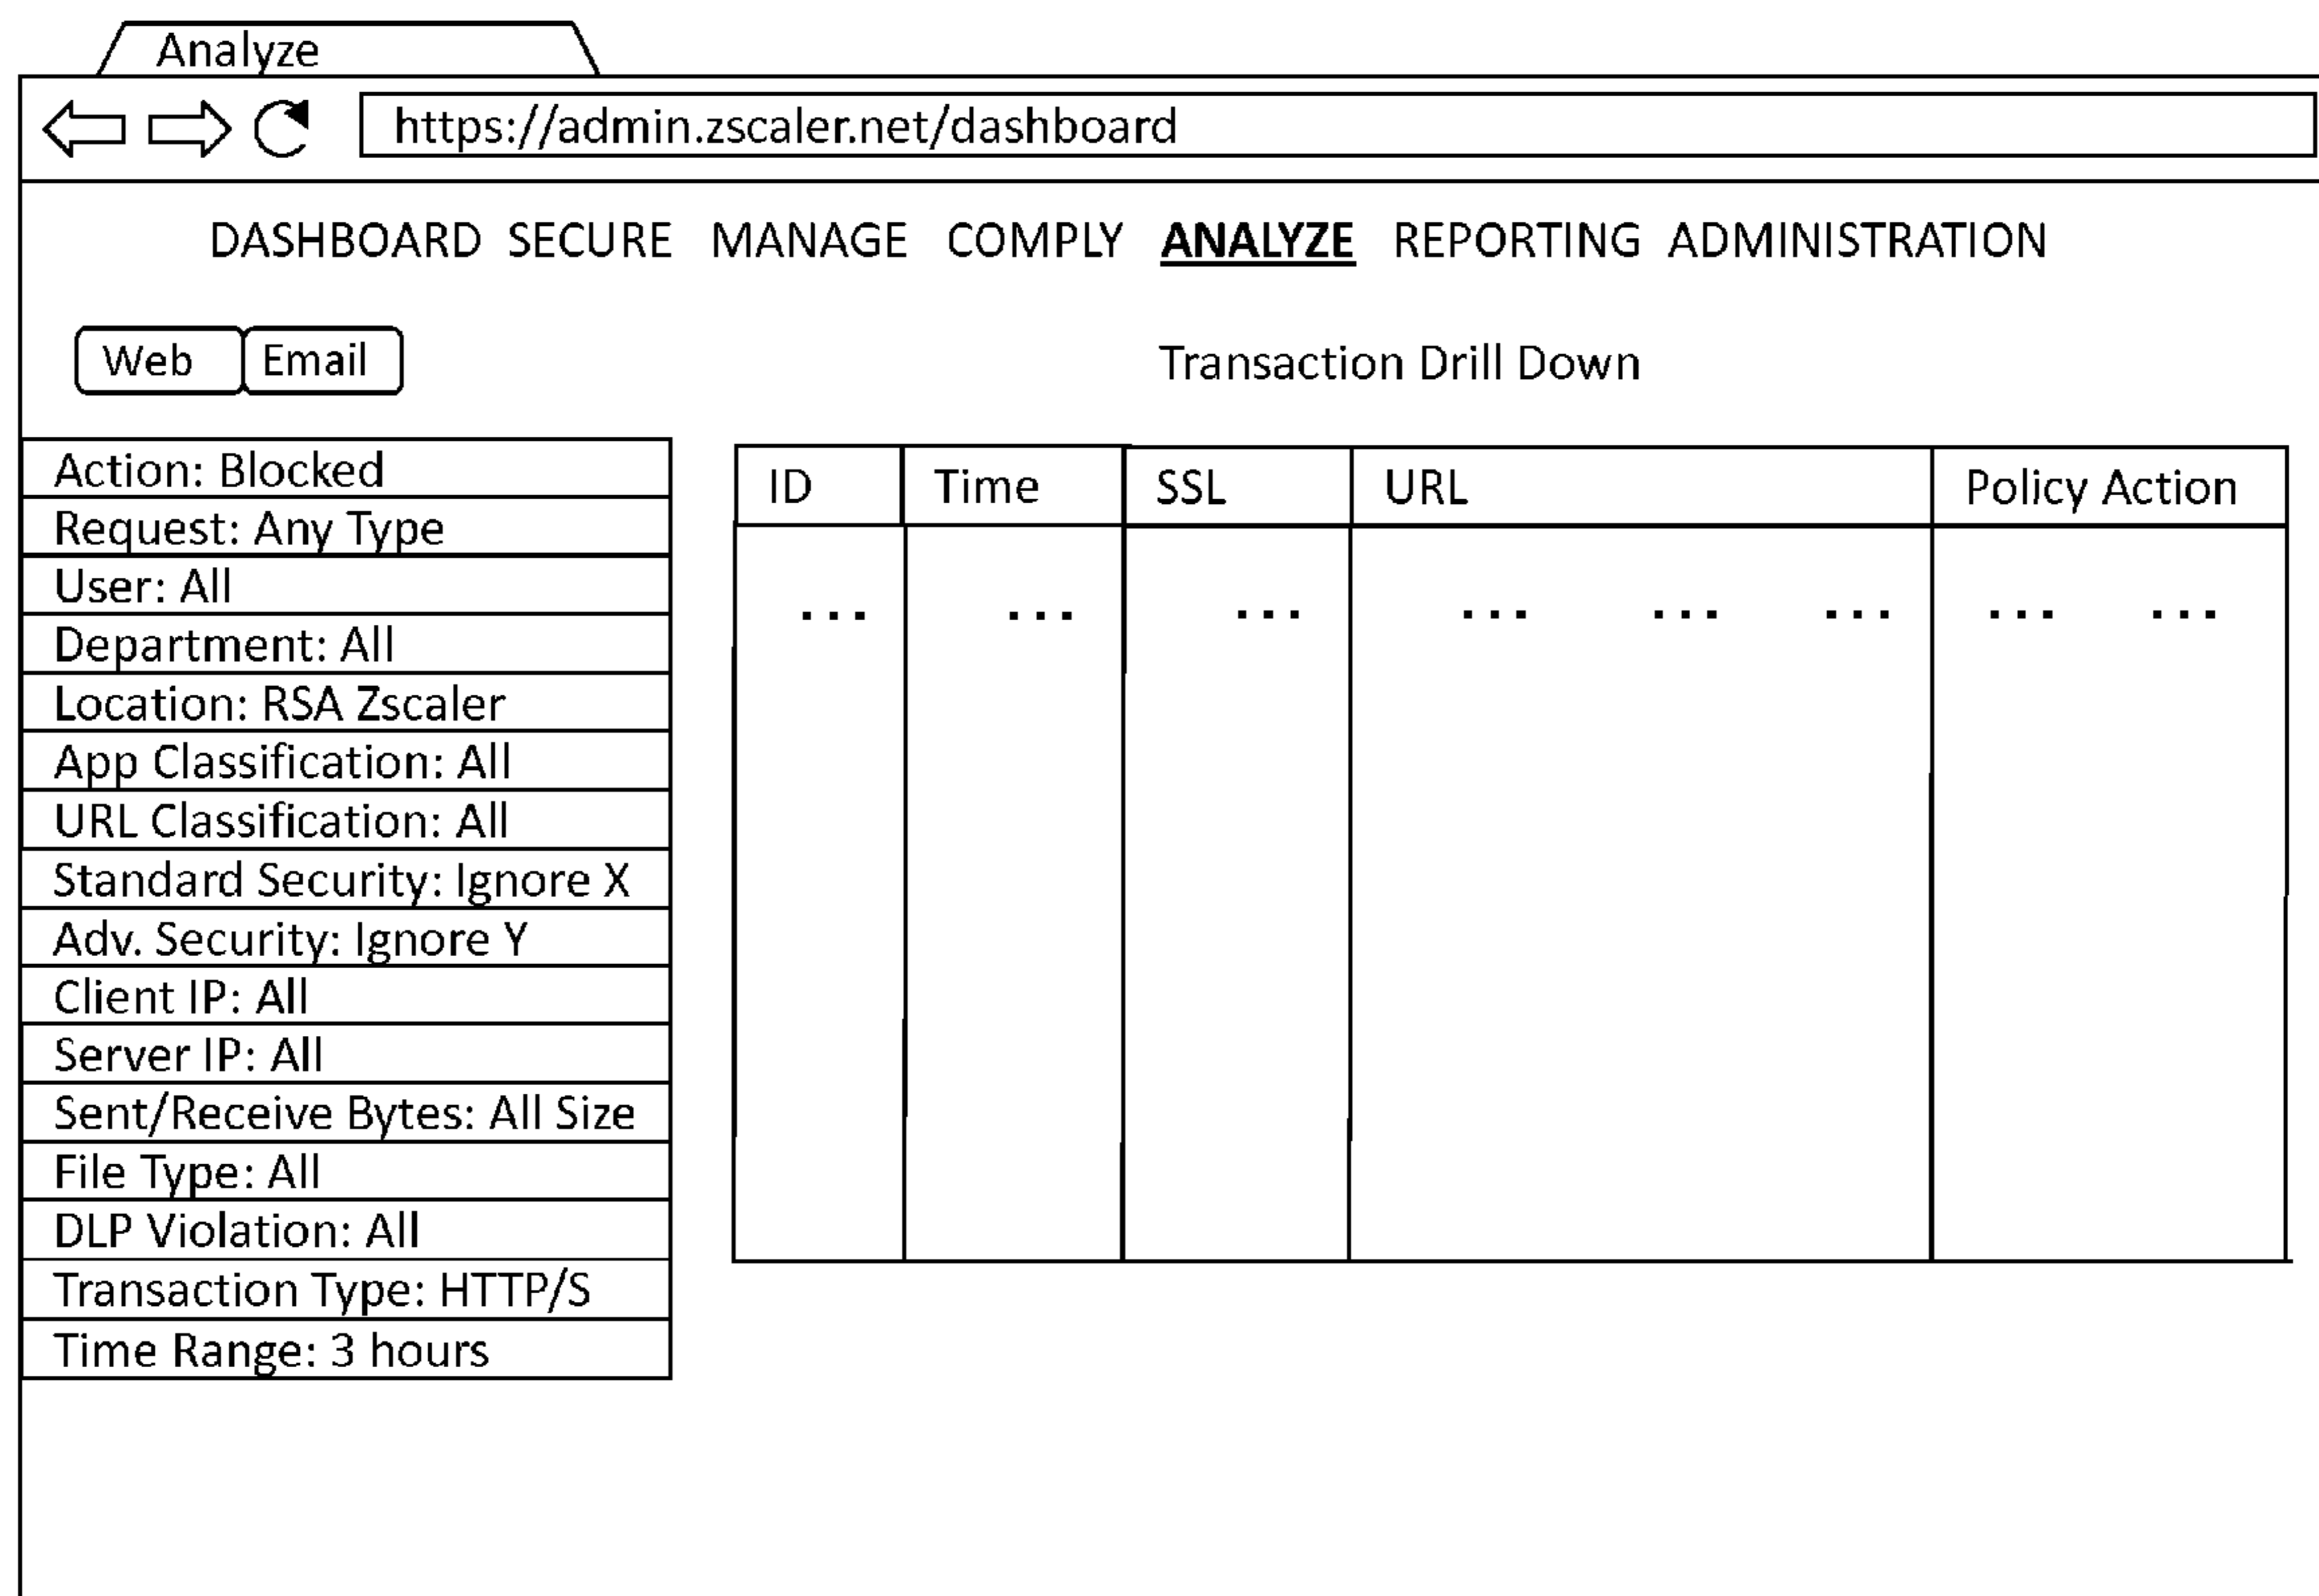 Analyze
https://admin.zscaler.net/dashboard
DASHBOARD SECURE MANAGE COMPLY ANALYZE REPORTING ADMINISTRATION
Web Email
Transaction Drill Down
Action: Blocked
Request: Any Type
User: All
Department: All
Location: RSA Zscaler
App Classification: All
URL Classification: All
Standard Security: Ignore X
Adv. Security: Ignore Y
Client IP: All
Server IP: All
Sent/Receive Bytes: All Size
File Type: All
DLP Violation: All
Transaction Type: HTTP/S
Time Range: 3 hours
ID Time SSL URL Policy Action
... ... ... ... ... ... ... ...